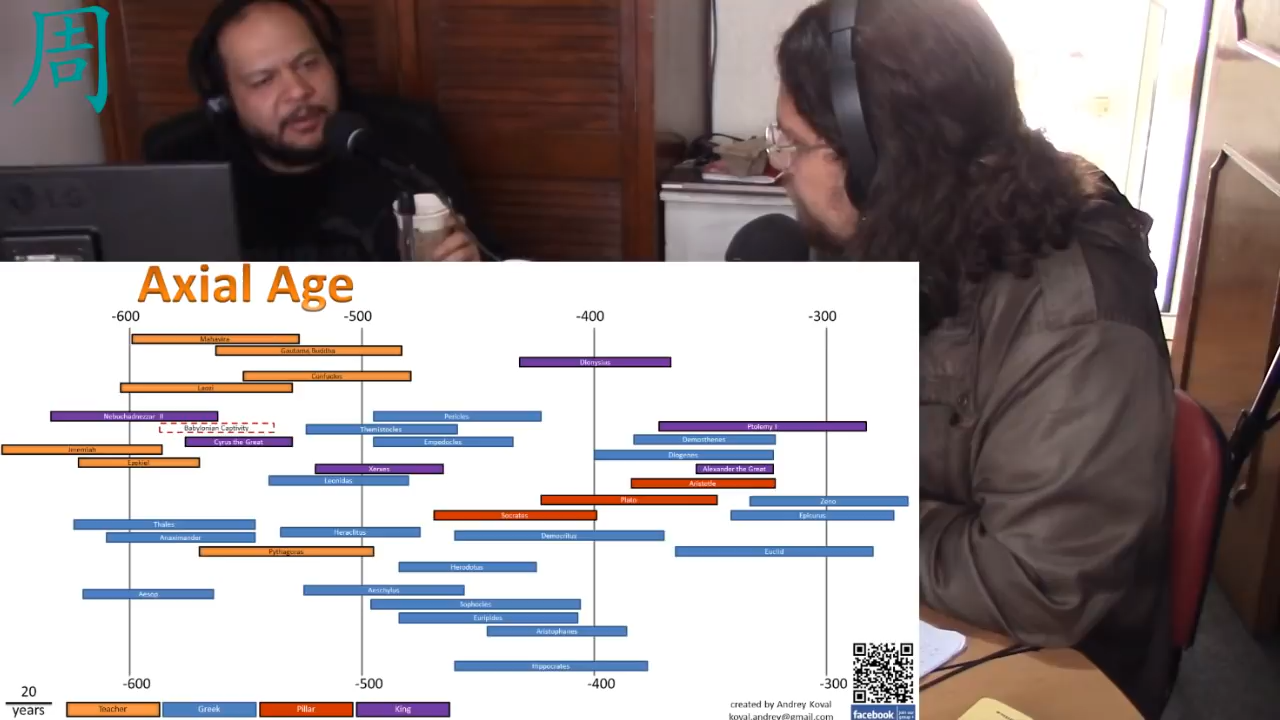 周
LG
Axial Age
-600 -500 -400 -300
Mahavira
Gautama Buddha
Dionysius
Confucius
Laozi
Nebuchadnezzar II
Pericles
Babylonian Captivity
Themistocles
Ptolomy I
Cyrus the Great
Empedocles
Demosthenes
Jeremiah
Diogenes
Ezekiel
Xerxes
Alexander the Great
Leonidas
Aristotle
Plato
Zeno
Socrates
Epicurus
Thales
Heraclitus
Anaximander
Democritus
Pythagoras
Euclid
Herodotus
Aesop
Aeschylus
Sophocles
Euripides
Aristophanes
Hippocrates
-600 -500 -400 -300
20
years
Teacher Greek Pillar King
created by Andrey Koval
koval.andrey@gmail.com
facebook